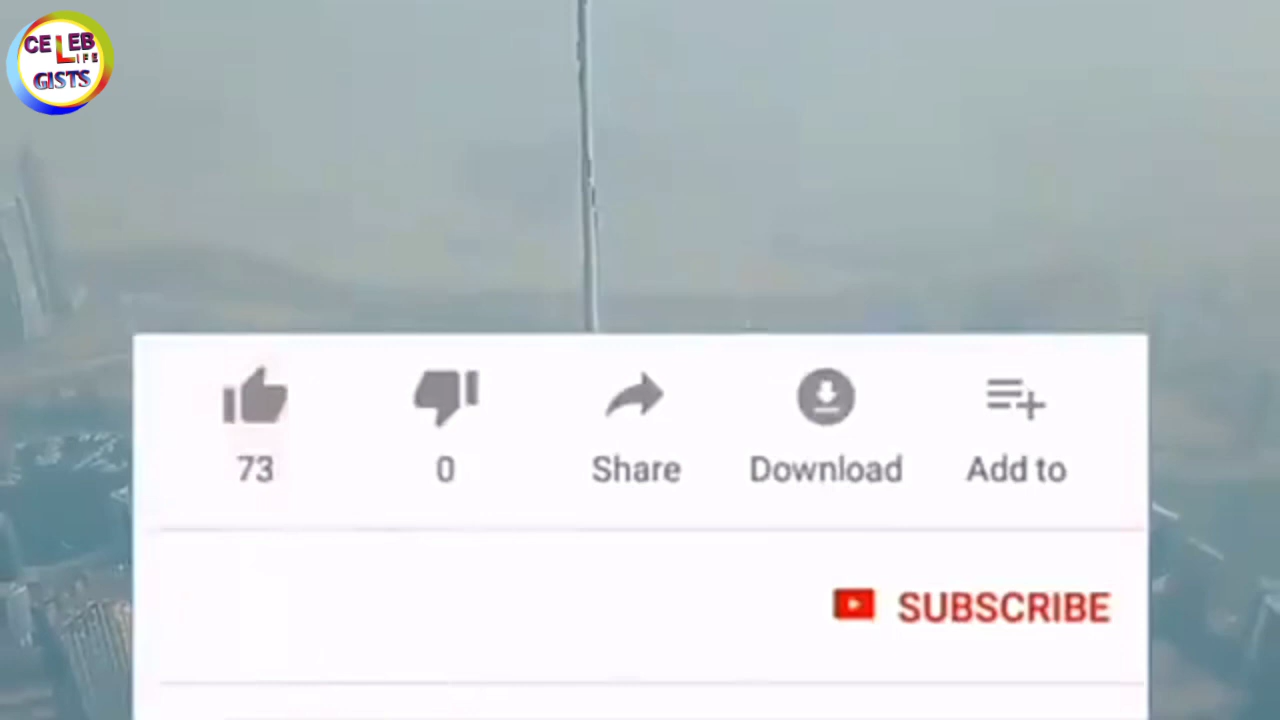 CELEB
LIFE
GISTS
73
0
Share
Download
Add to
SUBSCRIBE